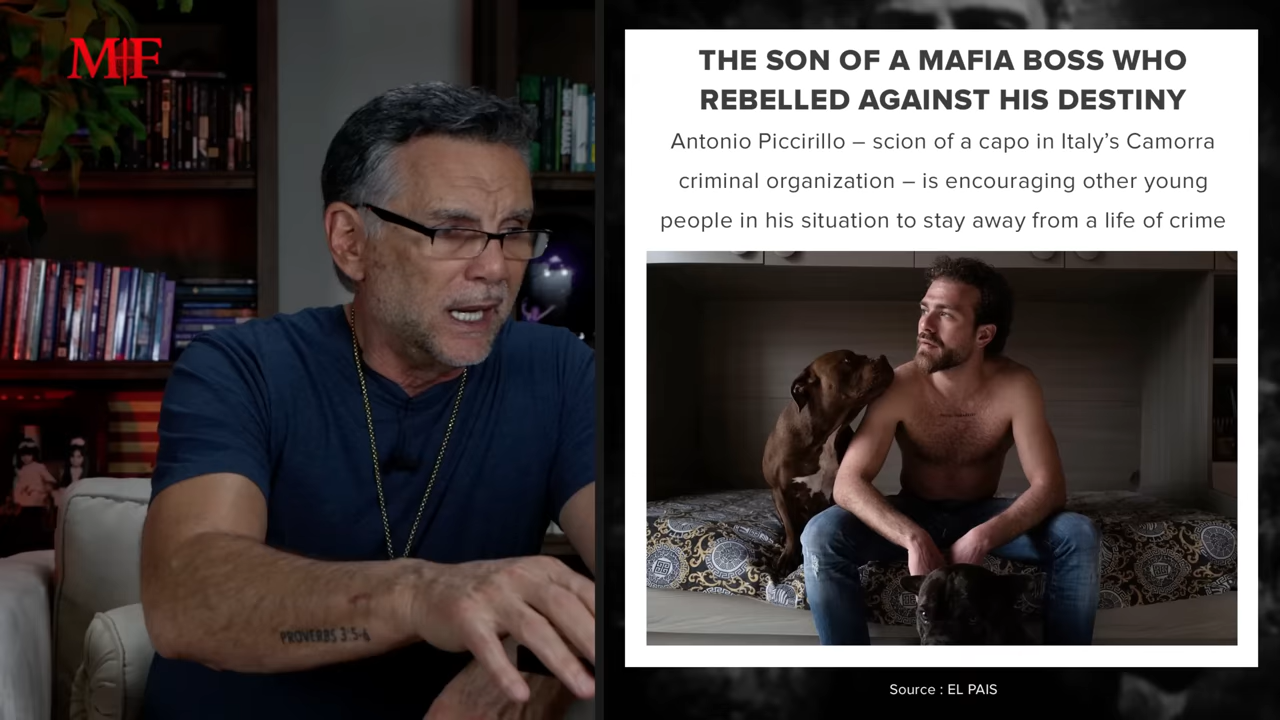 M|F
PROVERBS 3:5-6
THE SON OF A MAFIA BOSS WHO
REBELLED AGAINST HIS DESTINY
Antonio Piccirillo – scion of a capo in Italy’s Camorra
criminal organization – is encouraging other young
people in his situation to stay away from a life of crime
Source : EL PAIS